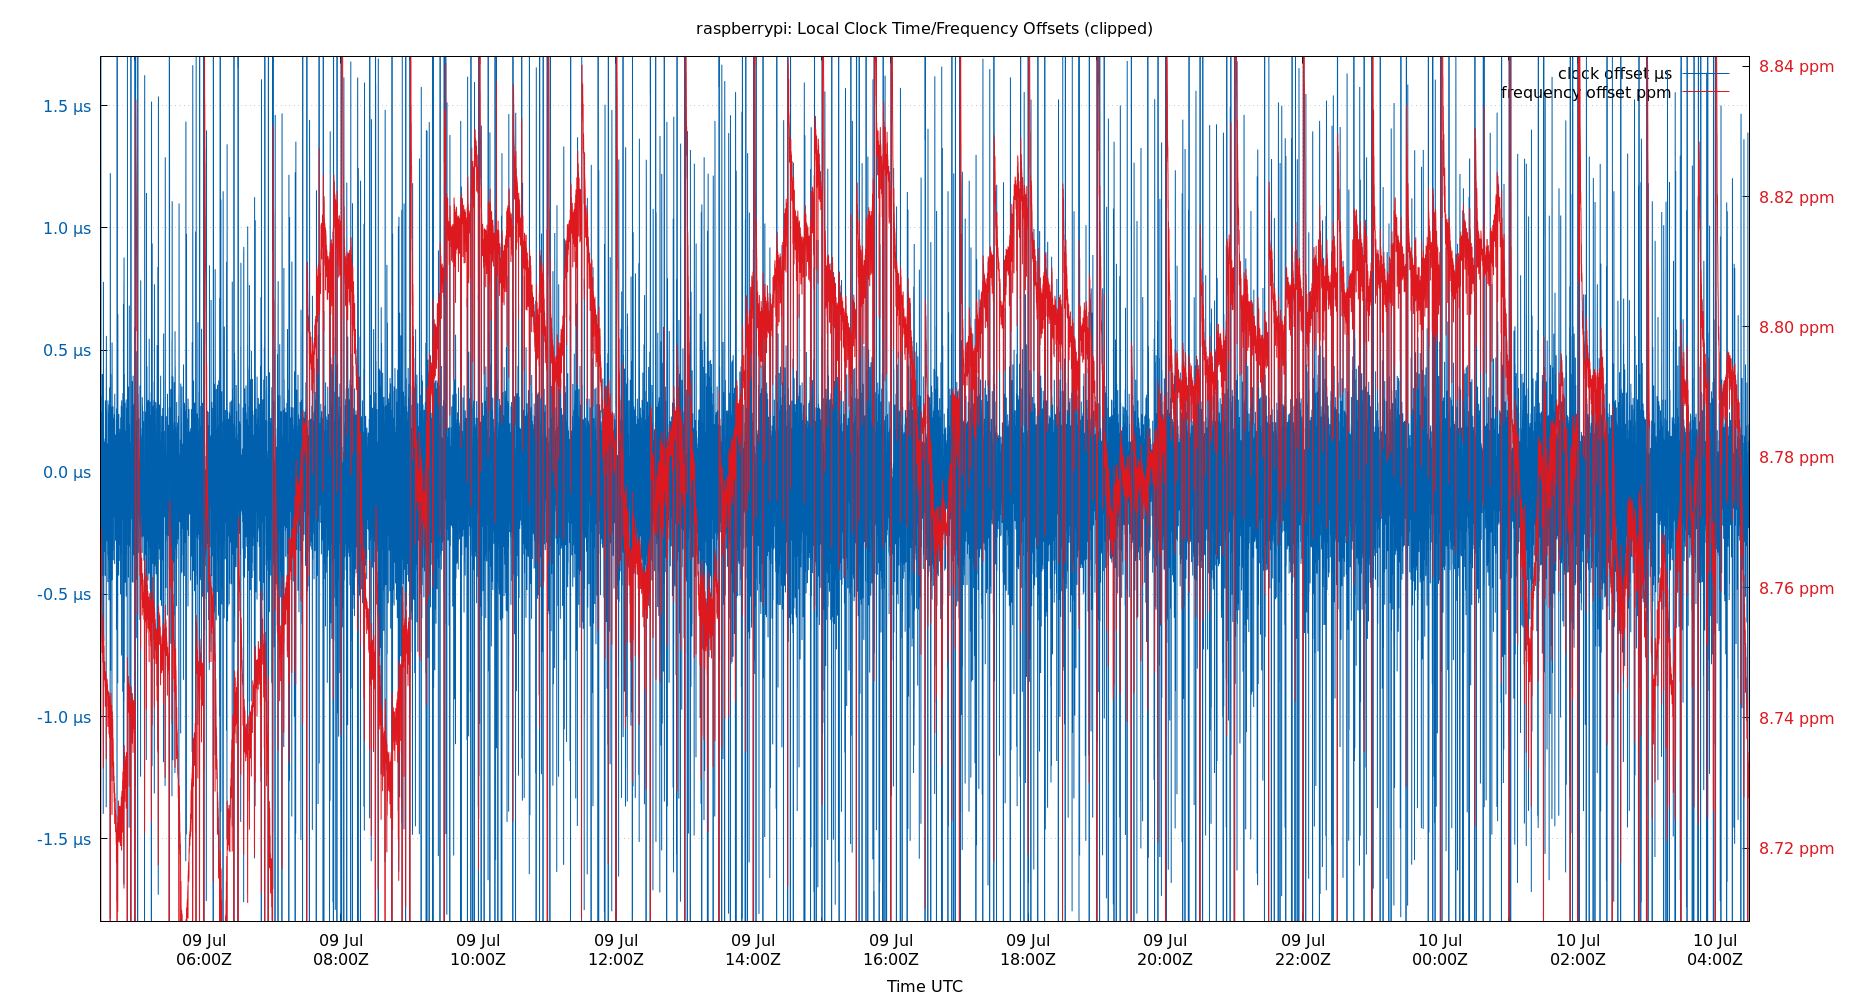 raspberrypi: Local Clock Time/Frequency Offsets (clipped)
clock offset µs
frequency offset ppm
1.5 µs
1.0 µs
0.5 µs
0.0 µs
-0.5 µs
-1.0 µs
-1.5 µs
8.84 ppm
8.82 ppm
8.80 ppm
8.78 ppm
8.76 ppm
8.74 ppm
8.72 ppm
09 Jul 09 Jul 09 Jul 09 Jul 09 Jul 09 Jul 09 Jul 09 Jul 09 Jul 10 Jul 10 Jul 10 Jul
06:00Z 08:00Z 10:00Z 12:00Z 14:00Z 16:00Z 18:00Z 20:00Z 22:00Z 00:00Z 02:00Z 04:00Z
Time UTC